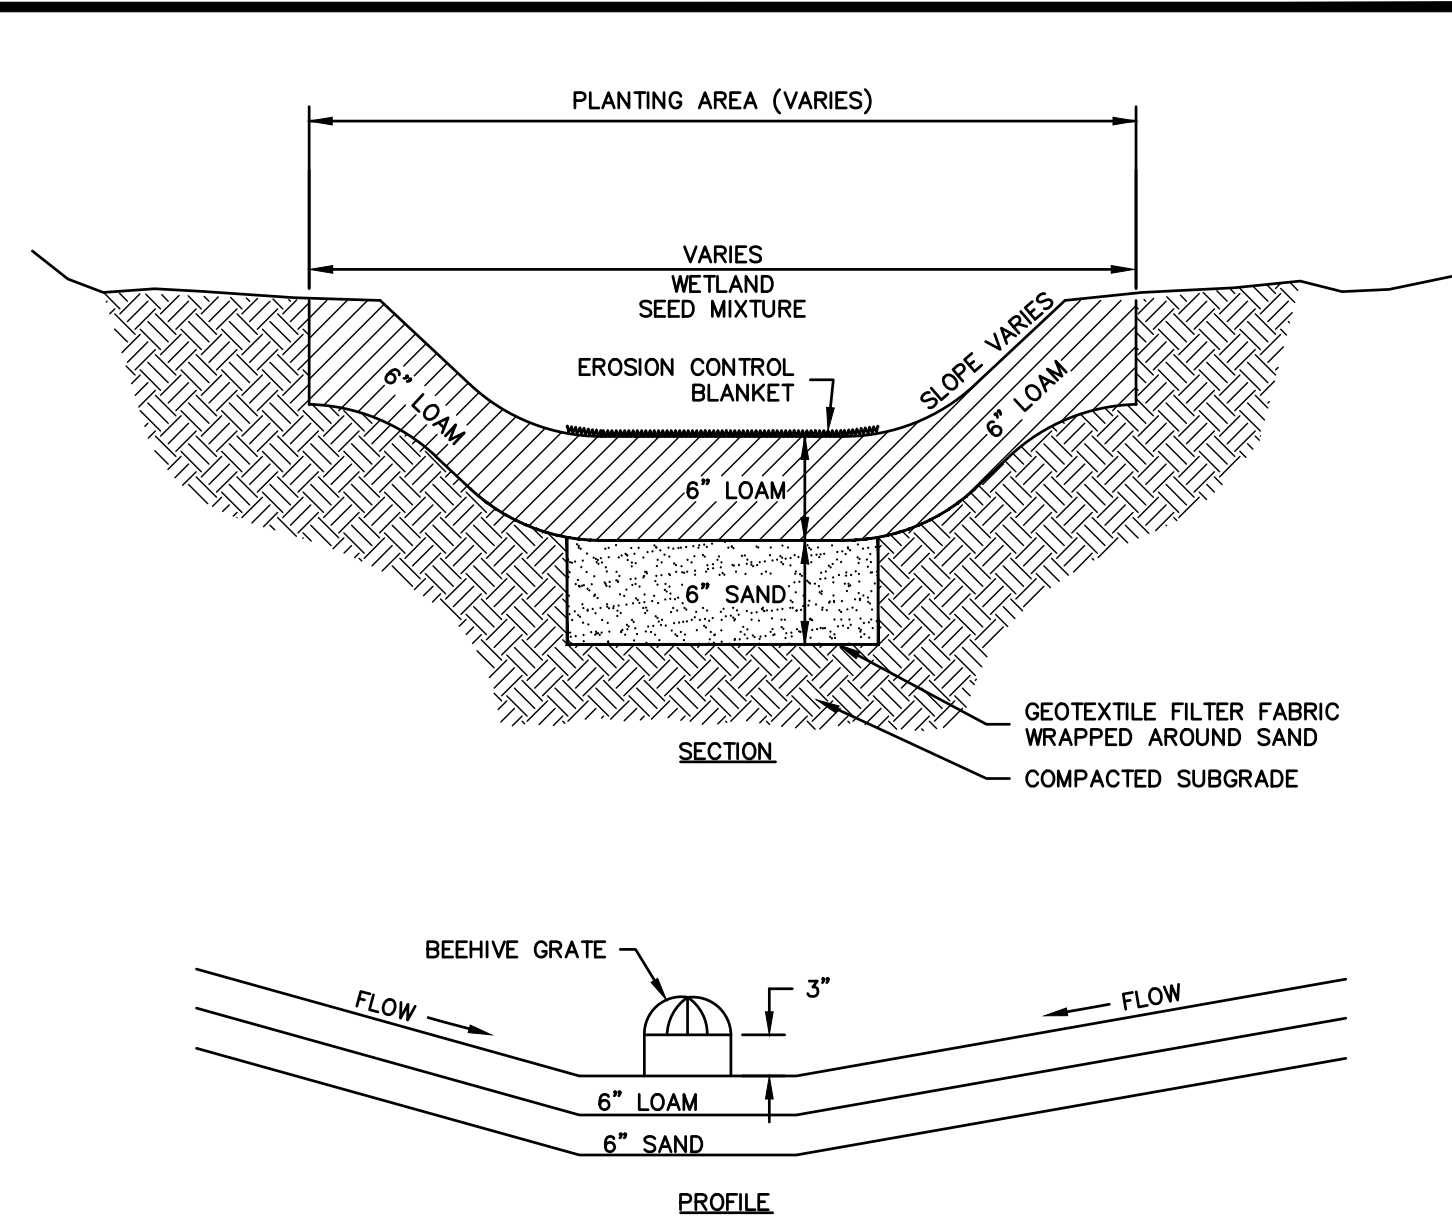 PLANTING AREA (VARIES)
VARIES
WETLAND
SEED MIXTURE
EROSION CONTROL
BLANKET
SLOPE VARIES
6" LOAM
6" LOAM
6" LOAM
6" SAND
GEOTEXTILE FILTER FABRIC
WRAPPED AROUND SAND
COMPACTED SUBGRADE
SECTION
BEEHIVE GRATE
3"
FLOW
FLOW
6" LOAM
6" SAND
PROFILE